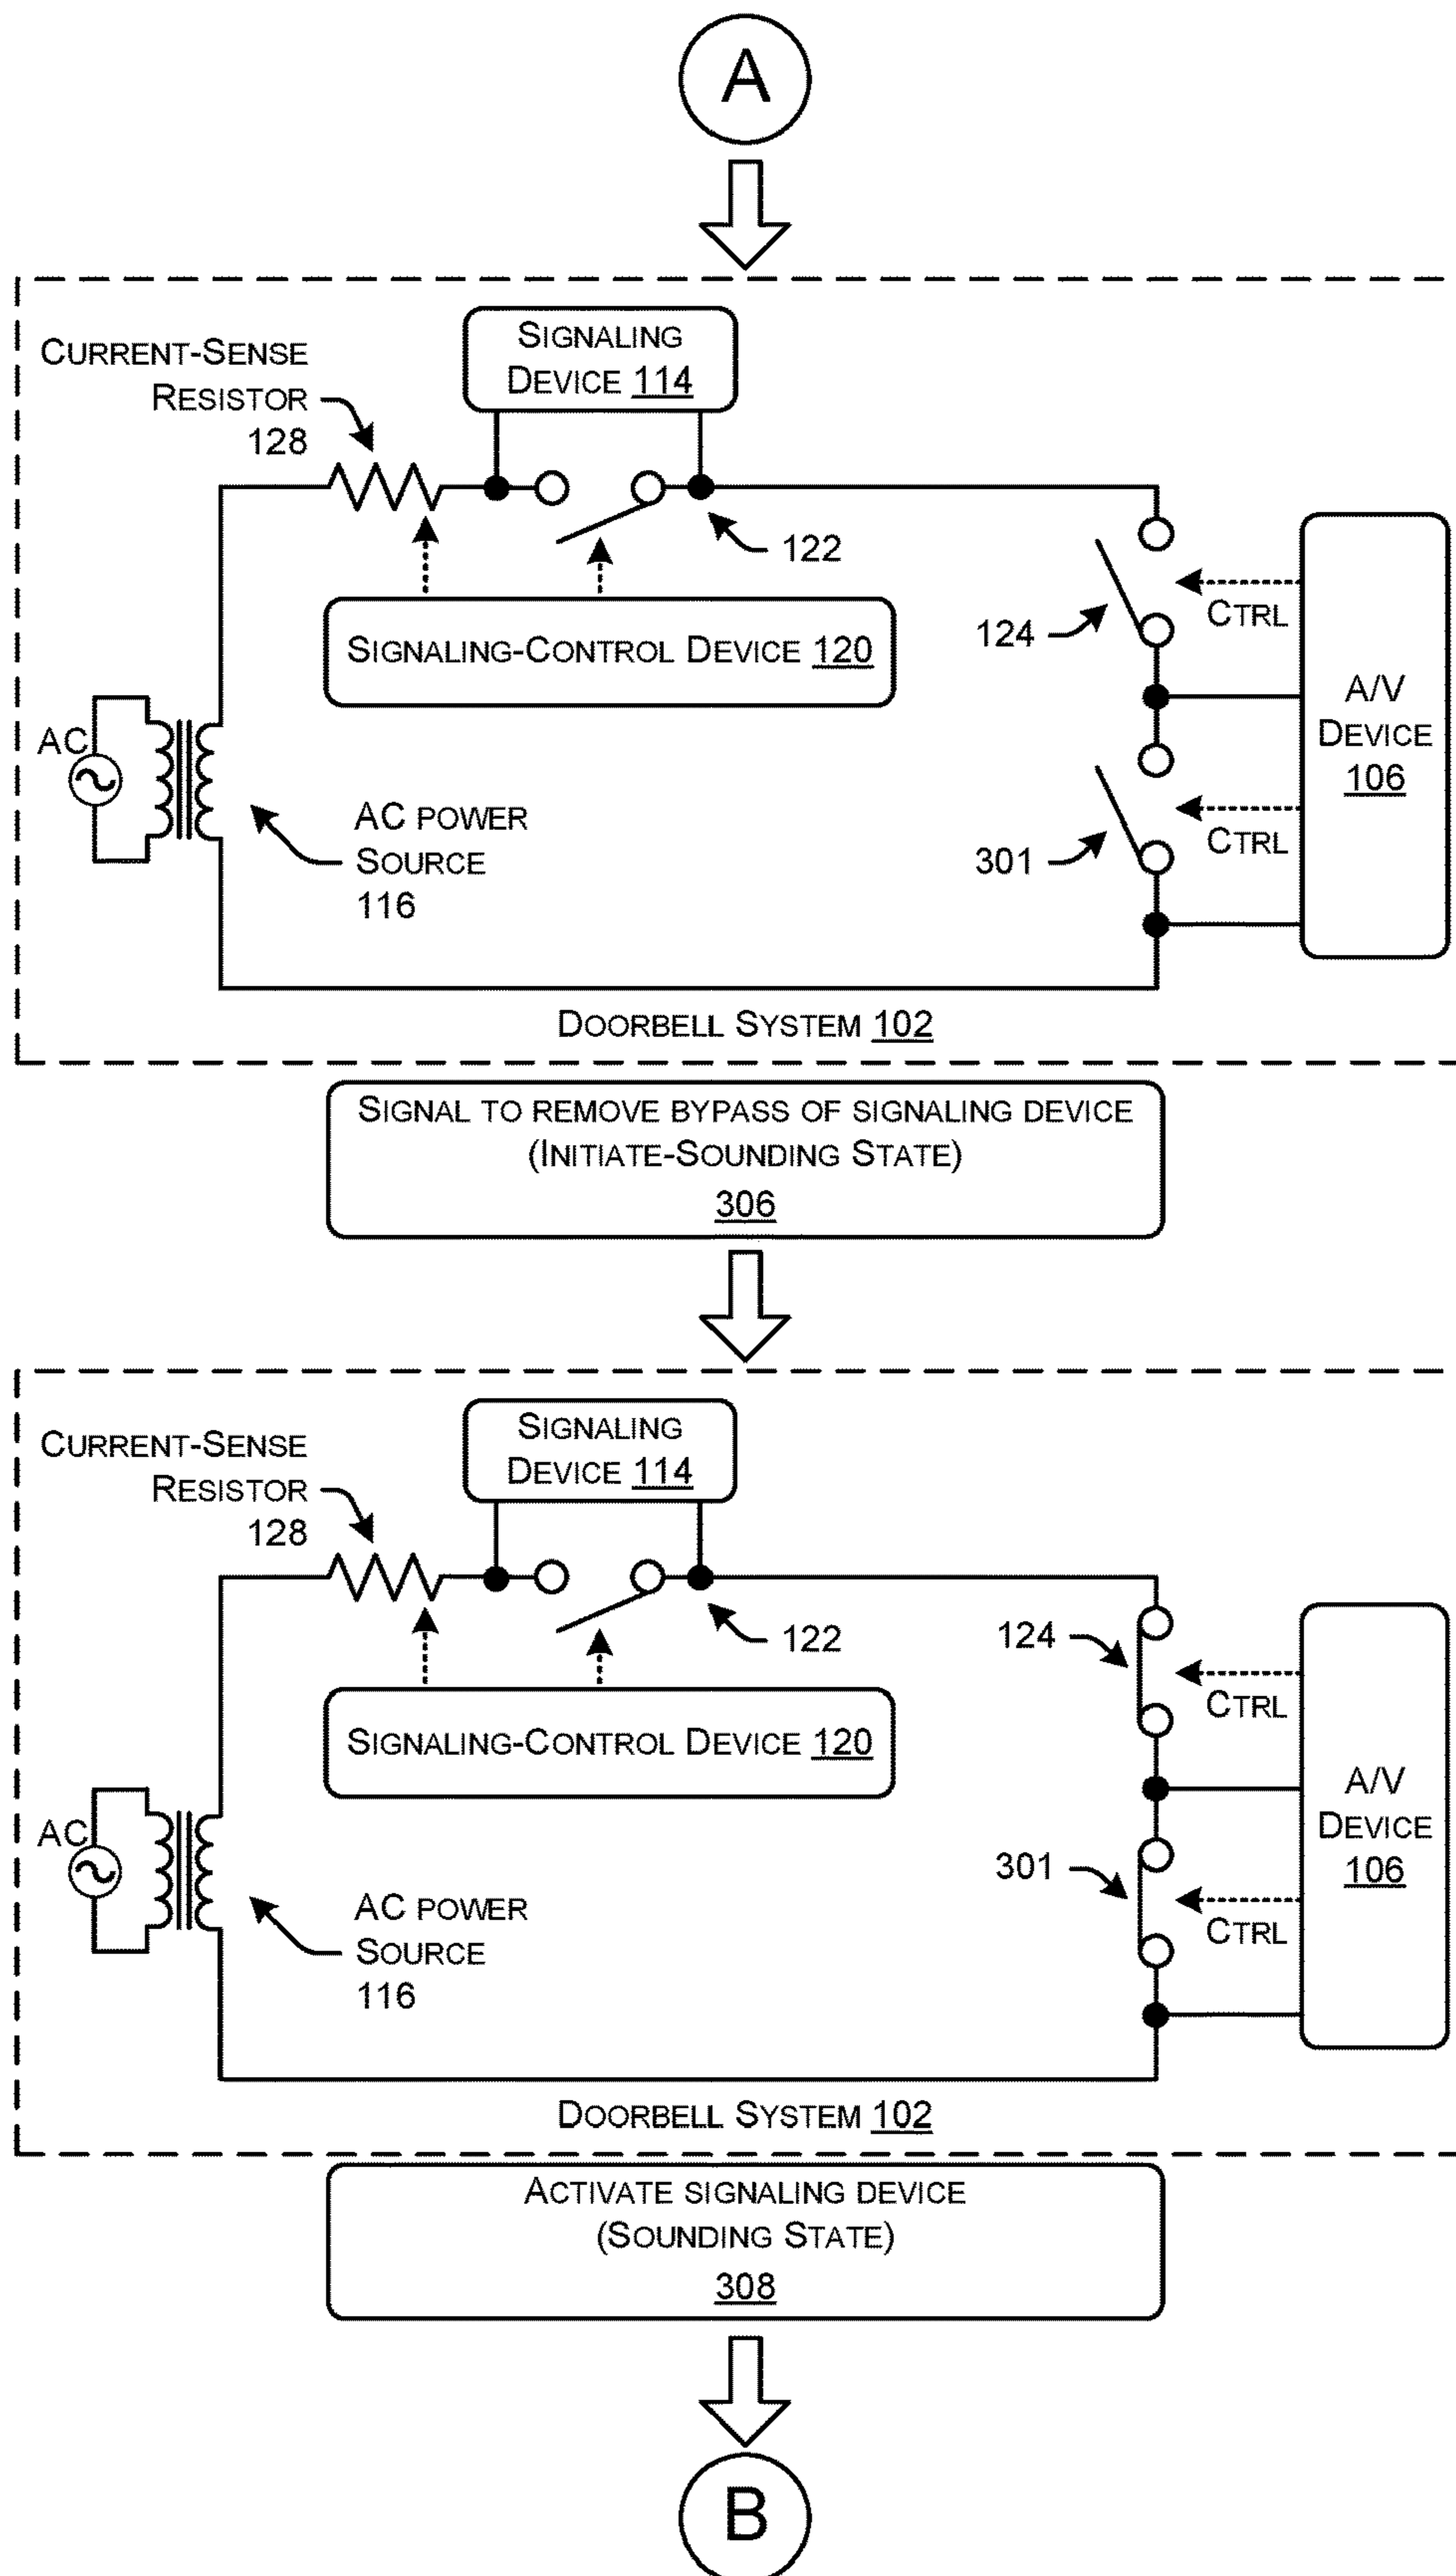 A
CURRENT-SENSE
RESISTOR
128
SIGNALING
DEVICE 114
122
SIGNALING-CONTROL DEVICE 120
124
CTRL
A/V
DEVICE
106
301
CTRL
AC
AC POWER
SOURCE
116
DOORBELL SYSTEM 102
SIGNAL TO REMOVE BYPASS OF SIGNALING DEVICE
(INITIATE-SOUNDING STATE)
306
CURRENT-SENSE
RESISTOR
128
SIGNALING
DEVICE 114
122
SIGNALING-CONTROL DEVICE 120
124
CTRL
A/V
DEVICE
106
301
CTRL
AC
AC POWER
SOURCE
116
DOORBELL SYSTEM 102
ACTIVATE SIGNALING DEVICE
(SOUNDING STATE)
308
B